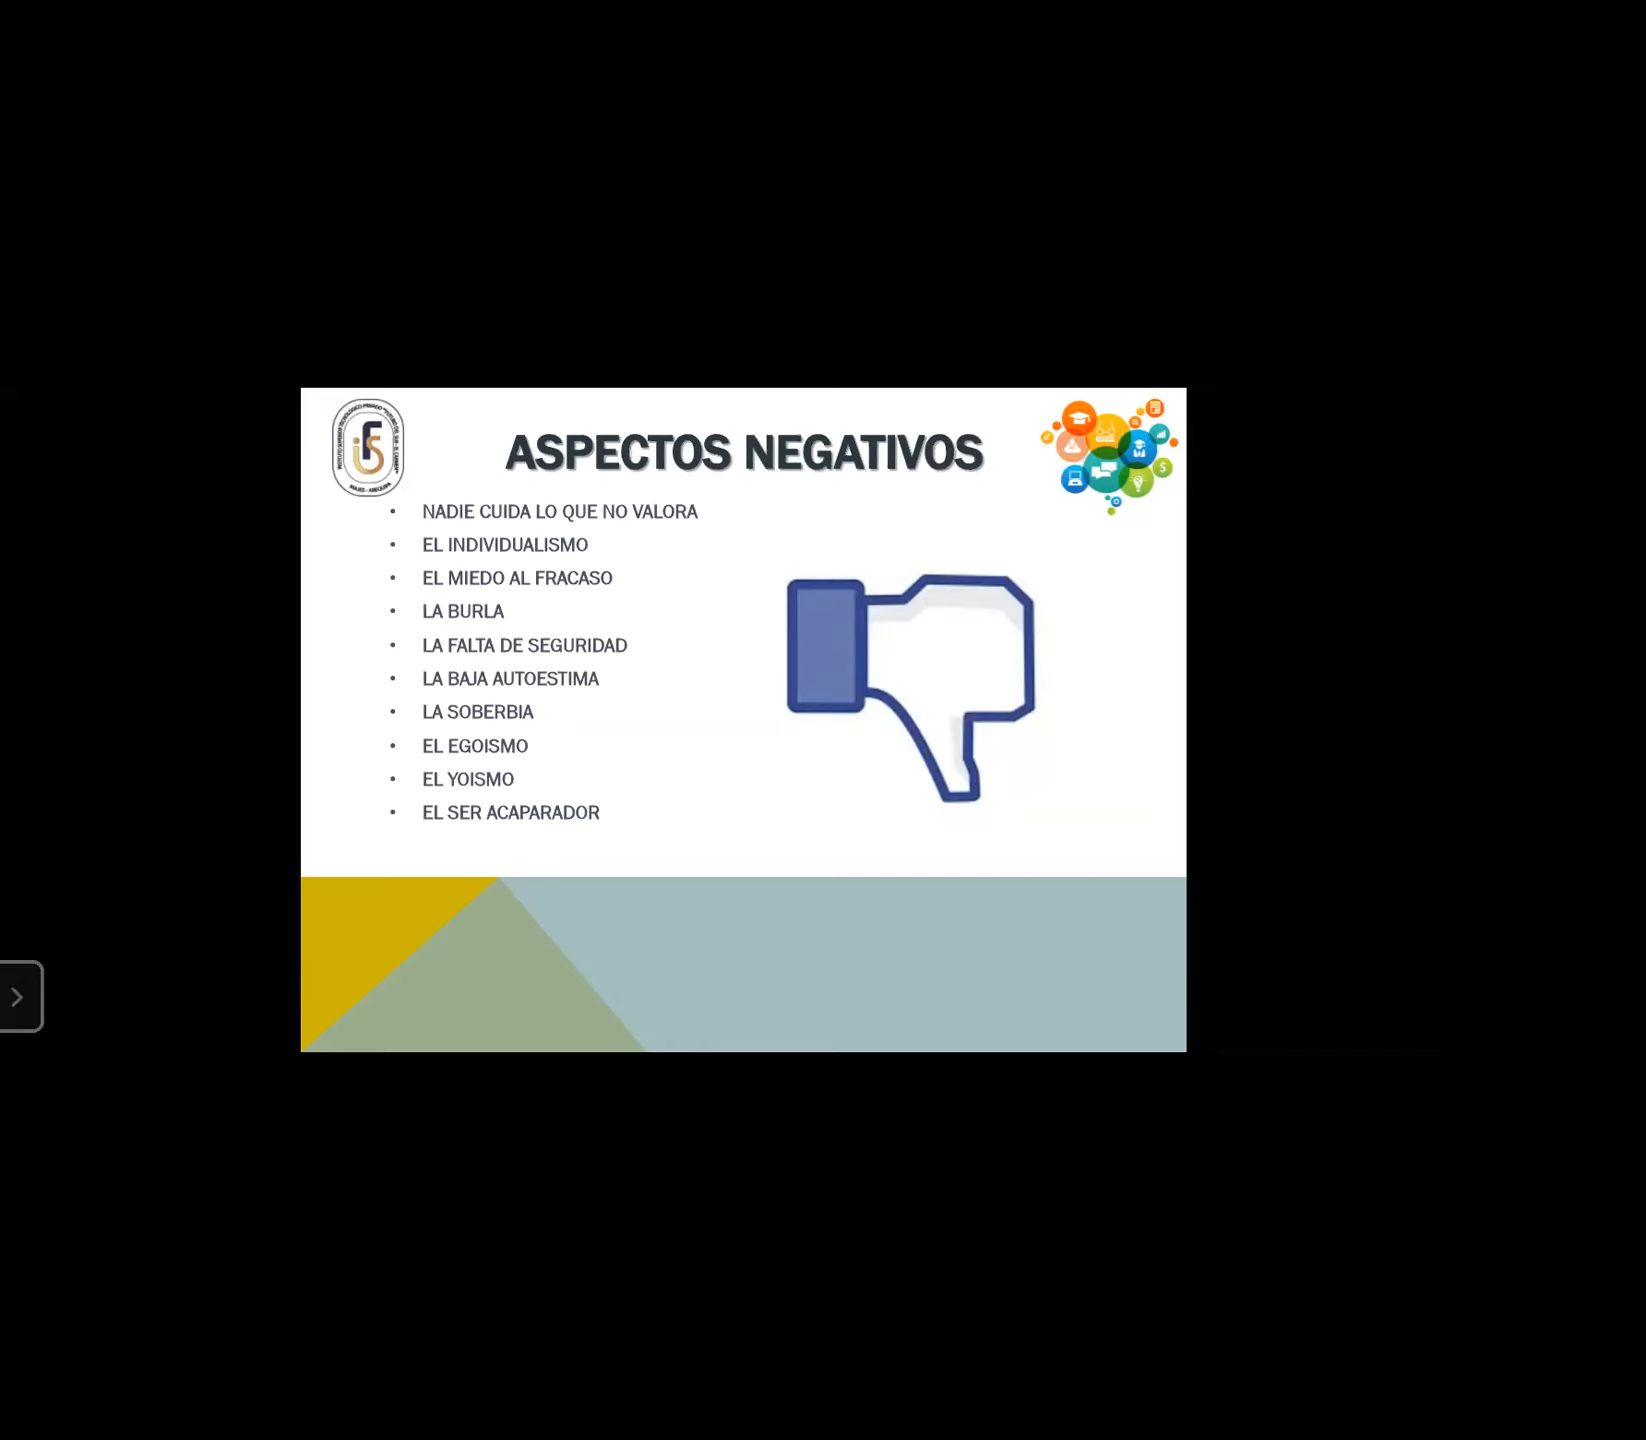 ASPECTOS NEGATIVOS
• NADIE CUIDA LO QUE NO VALORA
• EL INDIVIDUALISMO
• EL MIEDO AL FRACASO
• LA BURLA
• LA FALTA DE SEGURIDAD
• LA BAJA AUTOESTIMA
• LA SOBERBIA
• EL EGOISMO
• EL YOISMO
• EL SER ACAPARADOR